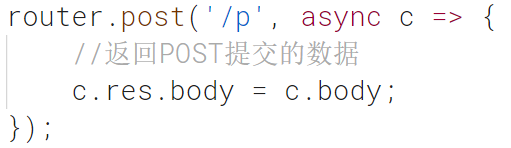 router.post('/p', async c => {
    //返回POST提交的数据
    c.res.body = c.body;
});